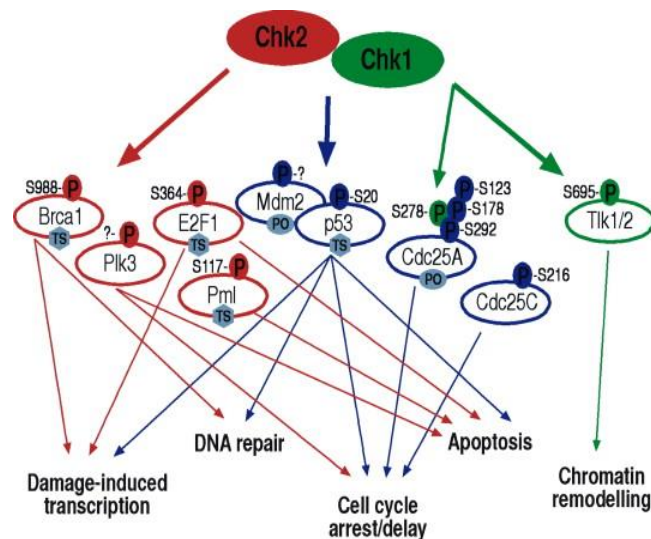 Chk2
Chk1
S988-P
Brca1
TS
?-P
Plk3
S364-P
E2F1
TS
S117-P
Pml
TS
P-?
Mdm2
PO
P-S20
p53
TS
P-S123
S278-P P-S178
P-S292
Cdc25A
PO
P-S216
Cdc25C
S695-P
Tlk1/2
DNA repair
Apoptosis
Damage-induced
transcription
Cell cycle
arrest/delay
Chromatin
remodelling